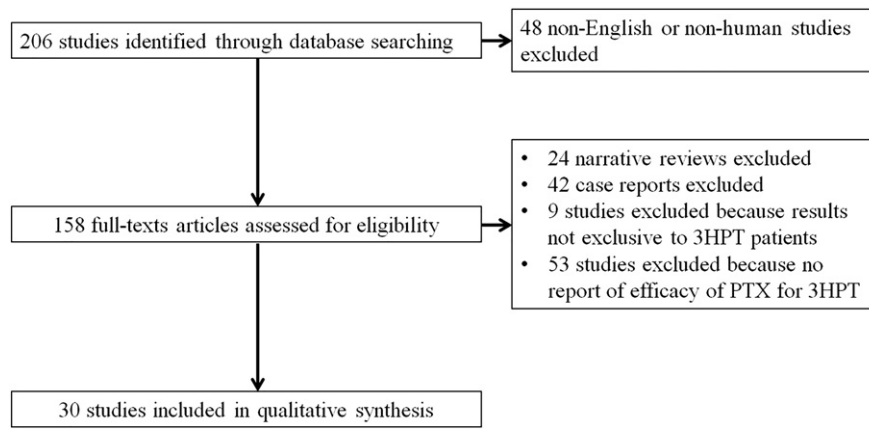 206 studies identified through database searching
48 non-English or non-human studies
excluded
• 24 narrative reviews excluded
• 42 case reports excluded
• 9 studies excluded because results
not exclusive to 3HPT patients
• 53 studies excluded because no
report of efficacy of PTX for 3HPT
158 full-texts articles assessed for eligibility
30 studies included in qualitative synthesis